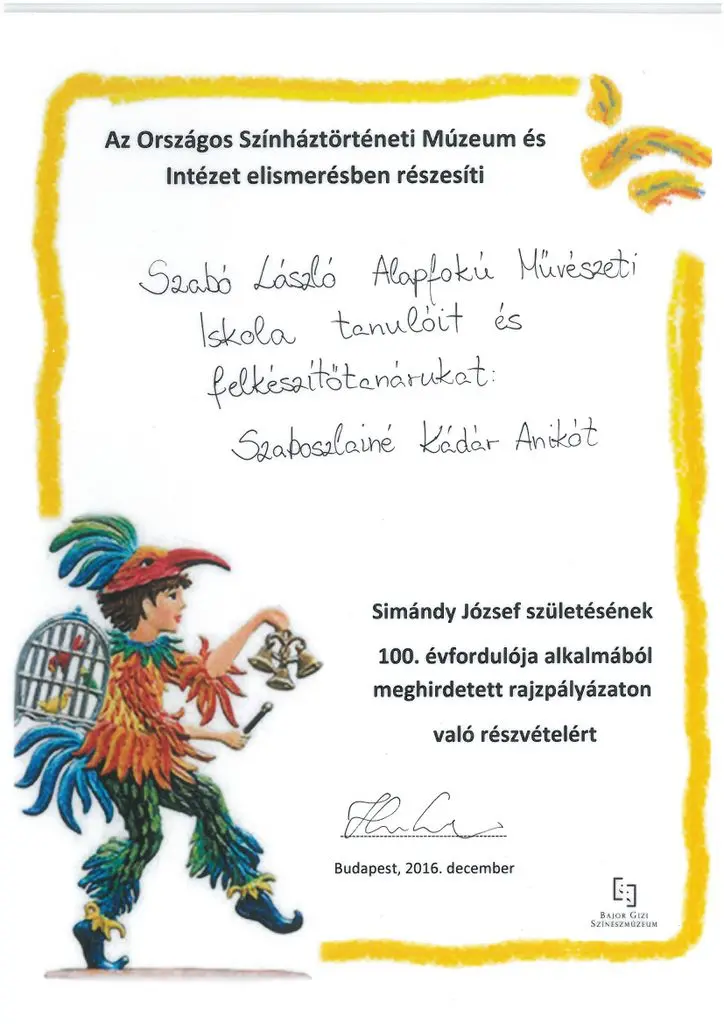 Az Országos Színháztörténeti Múzeum és
Intézet elismerésben részesíti
Szabó László Alapfokú Művészeti
Iskola tanulóit és
felkészítőtanárukat:
Szaboszlainé Kádár Anikót
Simándy József születésének
100. évfordulója alkalmából
meghirdetett rajzpályázaton
való részvételért
Budapest, 2016. december
BAJOR GIZI
SZÍNÉSZMÚZEUM